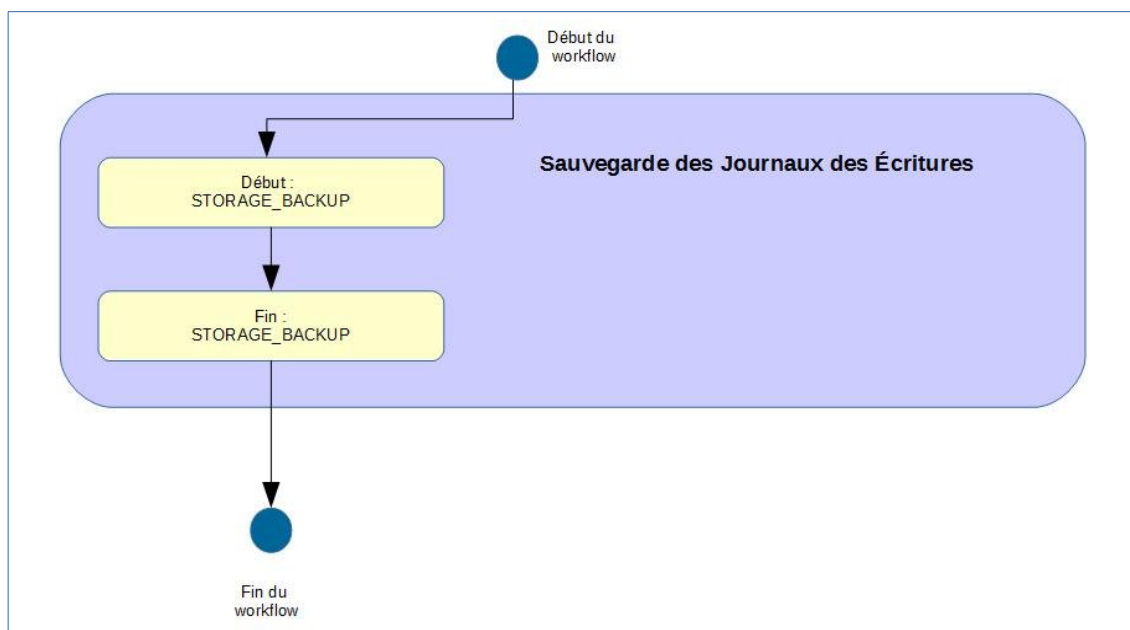 Début du
workflow
Sauvegarde des Journaux des Écritures
Début :
STORAGE_BACKUP
Fin :
STORAGE_BACKUP
Fin du
workflow